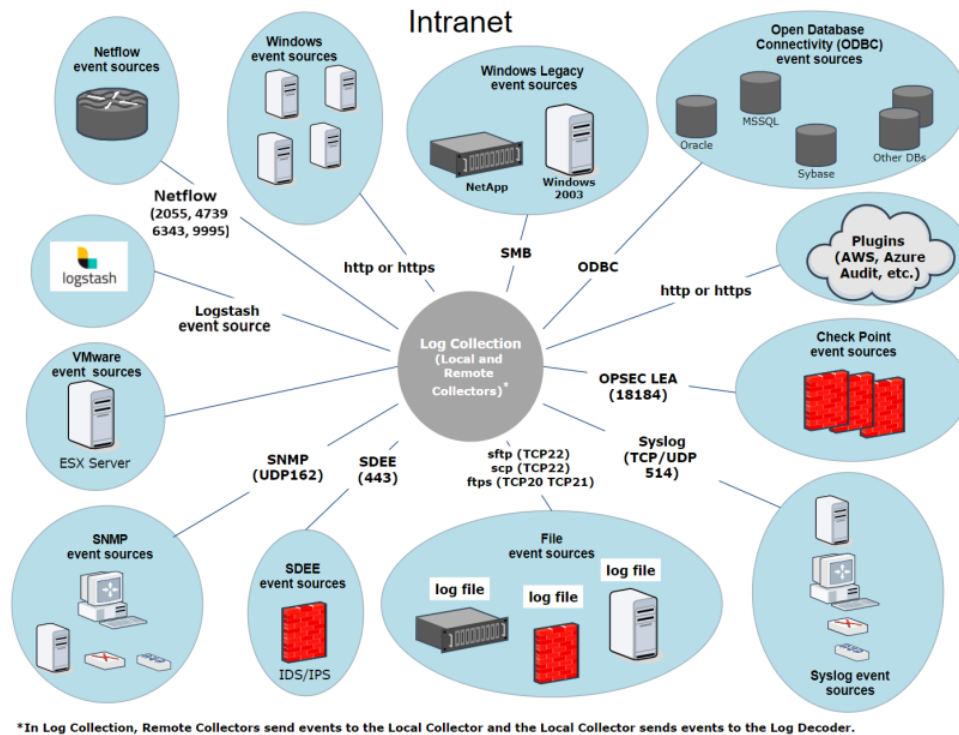 Intranet
Netflow
event sources
Windows
event sources
Windows Legacy
event sources
NetApp
Windows
2003
Open Database
Connectivity (ODBC)
event sources
Oracle
MSSQL
Sybase
Other DBs
Netflow
(2055, 4739
6343, 9995)
http or https
SMB
ODBC
http or https
Plugins
(AWS, Azure
Audit, etc.)
logstash
Logstash
event source
Log Collection
(Local and
Remote
Collectors)*
VMware
event sources
ESX Server
OPSEC LEA
(18184)
Check Point
event sources
SNMP
(UDP162)
SDEE
(443)
sftp (TCP22)
scp (TCP22)
ftps (TCP20 TCP21)
Syslog
(TCP/UDP
514)
SNMP
event sources
SDEE
event sources
IDS/IPS
File
event sources
log file
log file
log file
Syslog event
sources
*In Log Collection, Remote Collectors send events to the Local Collector and the Local Collector sends events to the Log Decoder.